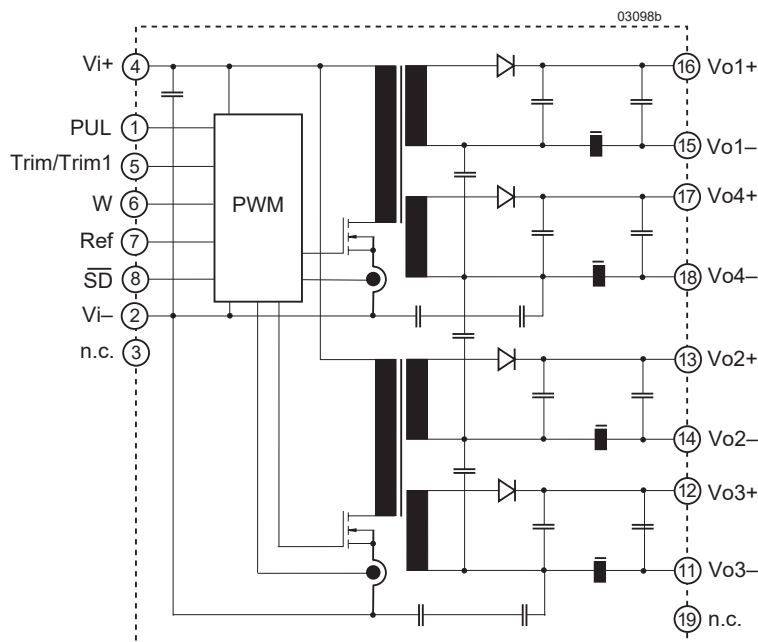 03098b
Vi+ 4
PUL 1
Trim/Trim1 5
W 6
Ref 7
S̅D̅ 8
Vi– 2
n.c. 3
PWM
16 Vo1+
15 Vo1–
17 Vo4+
18 Vo4–
13 Vo2+
14 Vo2–
12 Vo3+
11 Vo3–
19 n.c.